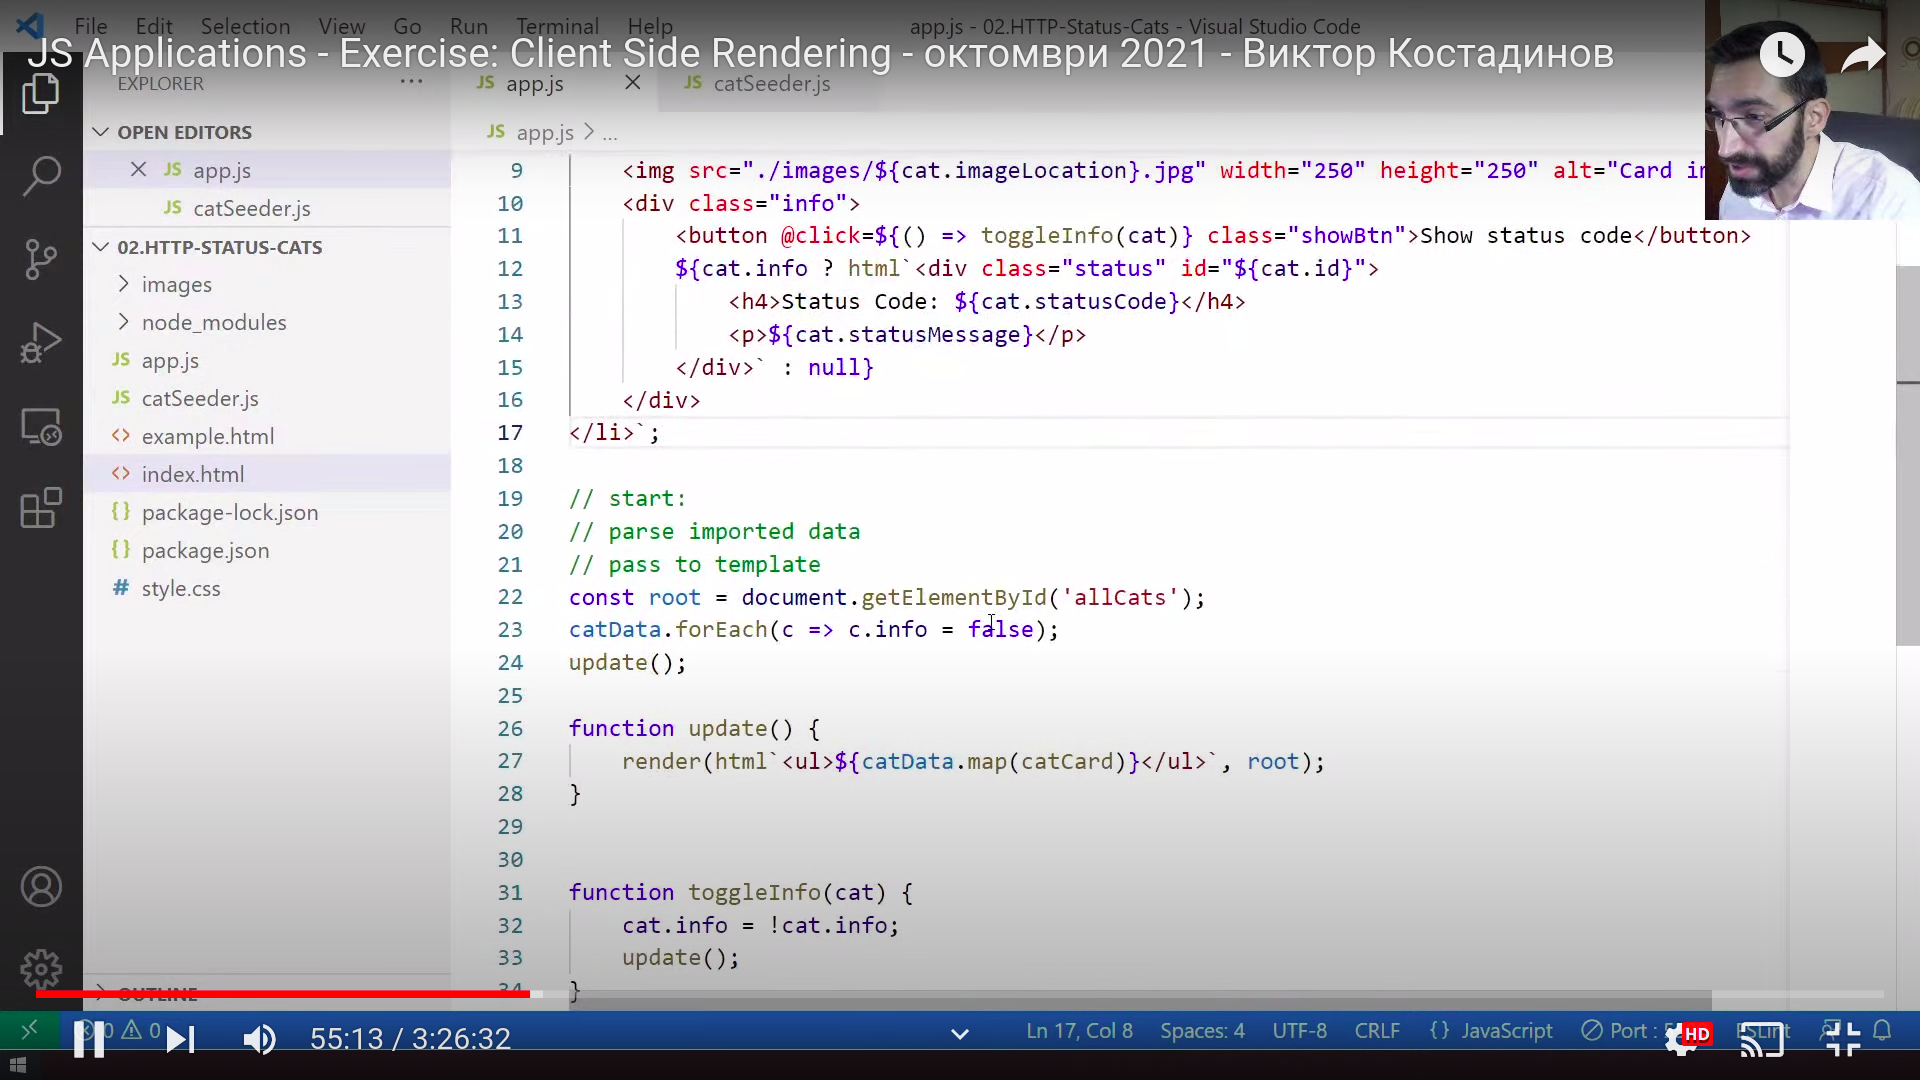 File Edit Selection View Go Run Terminal Help
app.js - 02.HTTP-Status-Cats - Visual Studio Code
JS Applications - Exercise: Client Side Rendering - октомври 2021 - Виктор Костадинов
EXPLORER ...
JS app.js
JS catSeeder.js
OPEN EDITORS
JS app.js
JS catSeeder.js
02.HTTP-STATUS-CATS
images
node_modules
JS app.js
JS catSeeder.js
<> example.html
<> index.html
{} package-lock.json
{} package.json
# style.css
OUTLINE
JS app.js > ...
9 <img src="./images/${cat.imageLocation}.jpg" width="250" height="250" alt="Card
10 <div class="info">
11 <button @click=${() => toggleInfo(cat)} class="showBtn">Show status code</button>
12 ${cat.info ? html`<div class="status" id="${cat.id}">
13 <h4>Status Code: ${cat.statusCode}</h4>
14 <p>${cat.statusMessage}</p>
15 </div>` : null}
16 </div>
17 </li>`;
18
19 // start:
20 // parse imported data
21 // pass to template
22 const root = document.getElementById('allCats');
23 catData.forEach(c => c.info = false);
24 update();
25
26 function update() {
27 render(html`<ul>${catData.map(catCard)}</ul>`, root);
28 }
29
30
31 function toggleInfo(cat) {
32 cat.info = !cat.info;
33 update();
34 }
0 0
55:13 / 3:26:32
Ln 17, Col 8 Spaces: 4 UTF-8 CRLF {} JavaScript Port :
HD